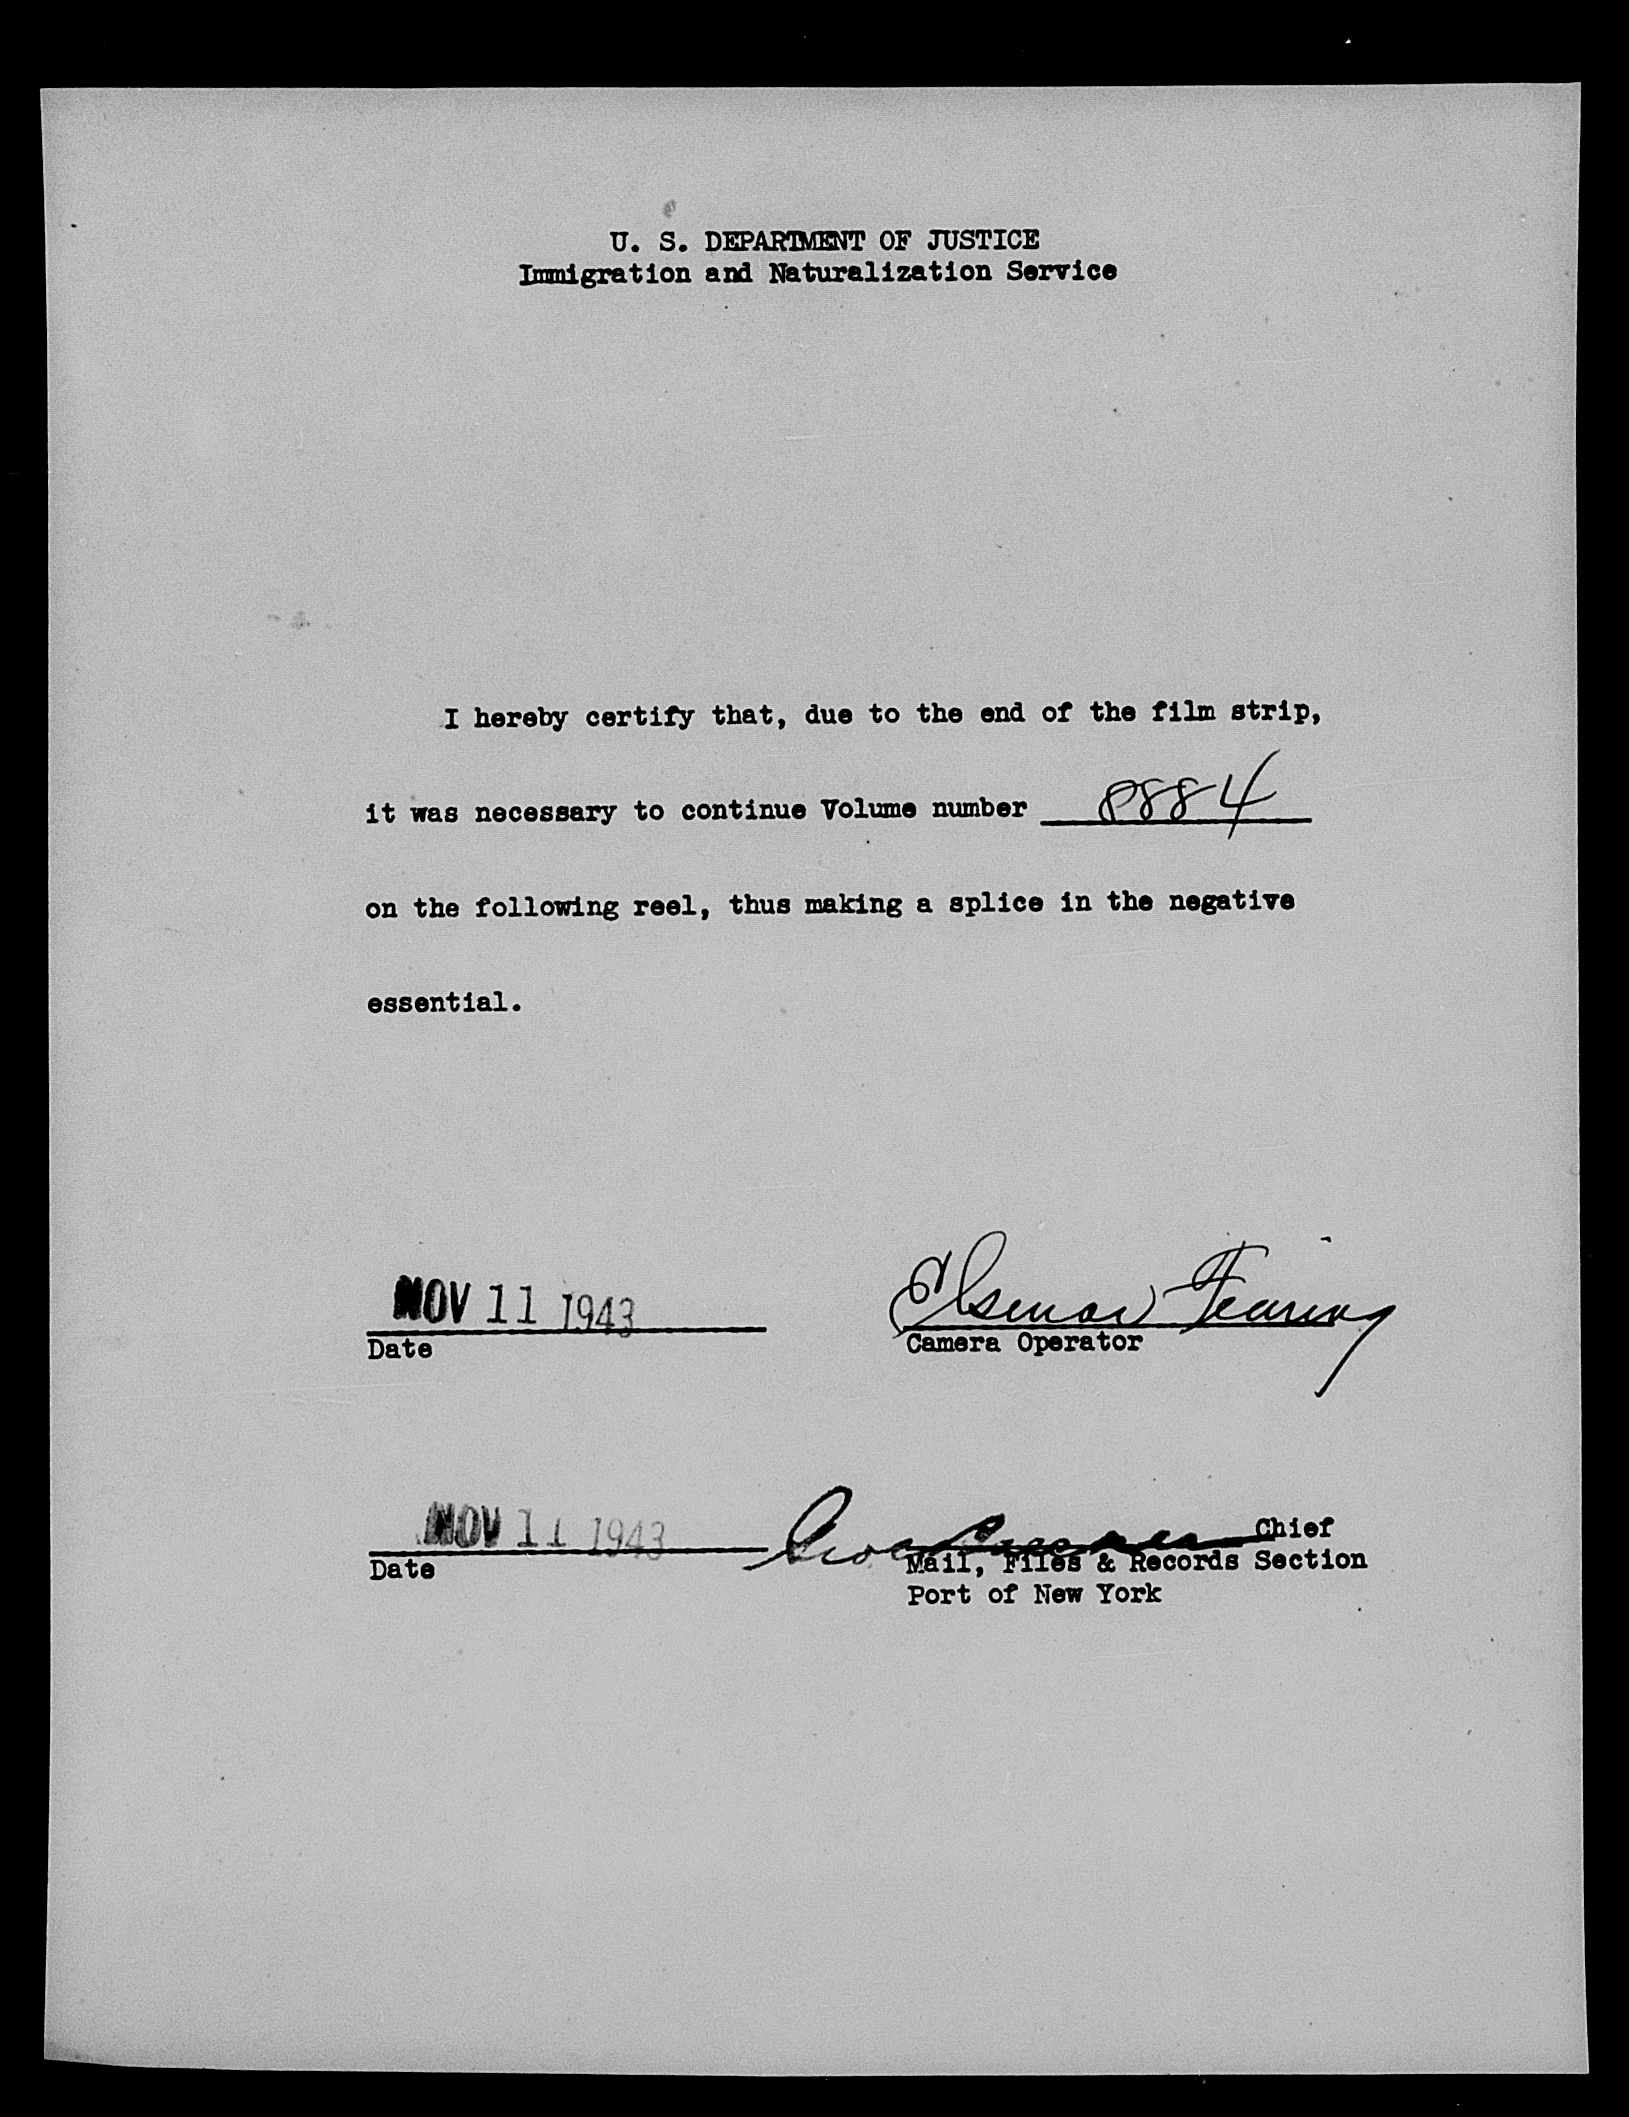 U. S. DEPARTMENT OF JUSTICE
Immigration and Naturalization Service
I hereby certify that, due to the end of the film strip,
it was necessary to continue Volume number 8884
on the following reel, thus making a splice in the negative
essential.
NOV 11 1943
Date
Camera Operator
NOV 11 1943
Date
Chief
Mail, Files & Records Section
Port of New York